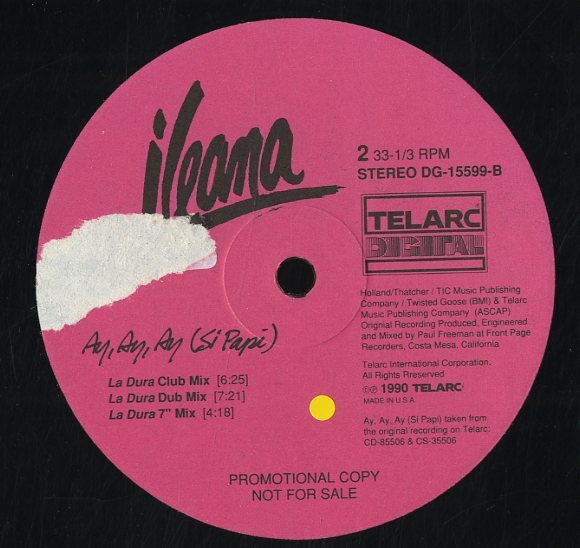 ileana
2 33-1/3 RPM
STEREO DG-15599-B
TELARC
DIGITAL
Holland/Thatcher / TIC Music Publishing
Company / Twisted Goose (BMI) & Telarc
Music Publishing Company (ASCAP)
Orignial Recording Produced, Engineered
and Mixed by Paul Freeman at Front Page
Recorders, Costa Mesa, California
Telarc International Corporation.
All Rights Rreserved
©℗ 1990 TELARC®
MADE IN U.S.A.
Ay, Ay, Ay (Si Papi) taken from
the original recording on Telarc:
CD-85506 & CS-35506
Ay, Ay, Ay (Si Papi)
La Dura Club Mix [6:25]
La Dura Dub Mix [7:21]
La Dura 7" Mix [4:18]
PROMOTIONAL COPY
NOT FOR SALE